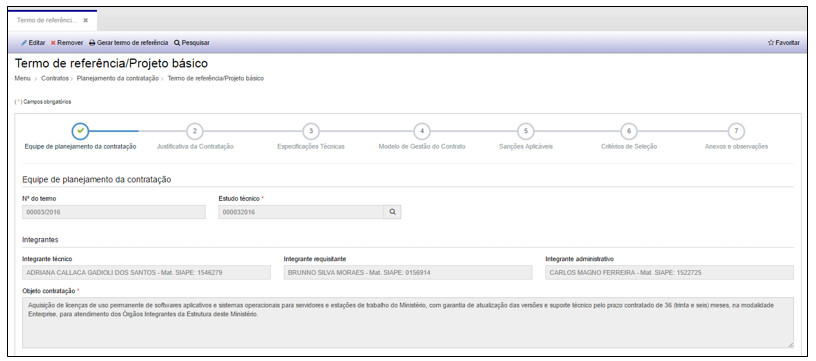 Termo de referênci... ×
Editar × Remover Gerar termo de referência Pesquisar Favoritar
Termo de referência/Projeto básico
Menu > Contratos > Planejamento da contratação > Termo de referência/Projeto básico
( * ) Campos obrigatórios
2 3 4 5 6 7
Equipe de planejamento da contratação Justificativa da Contratação Especificações Técnicas Modelo de Gestão do Contrato Sanções Aplicáveis Critérios de Seleção Anexos e observações
Equipe de planejamento da contratação
Nº do termo Estudo técnico *
00003/2016 000032016
Integrantes
Integrante técnico Integrante requisitante Integrante administrativo
ADRIANA CALLACA GADIOLI DOS SANTOS - Mat. SIAPE: 1546279 BRUNNO SILVA MORAES - Mat. SIAPE: 0156914 CARLOS MAGNO FERREIRA - Mat. SIAPE: 1522725
Objeto contratação *
Aquisição de licenças de uso permanente de softwares aplicativos e sistemas operacionais para servidores e estações de trabalho do Ministério, com garantia de atualização das versões e suporte técnico pelo prazo contratado de 36 (trinta e seis) meses, na modalidade
Enterprise, para atendimento dos Órgãos Integrantes da Estrutura deste Ministério.